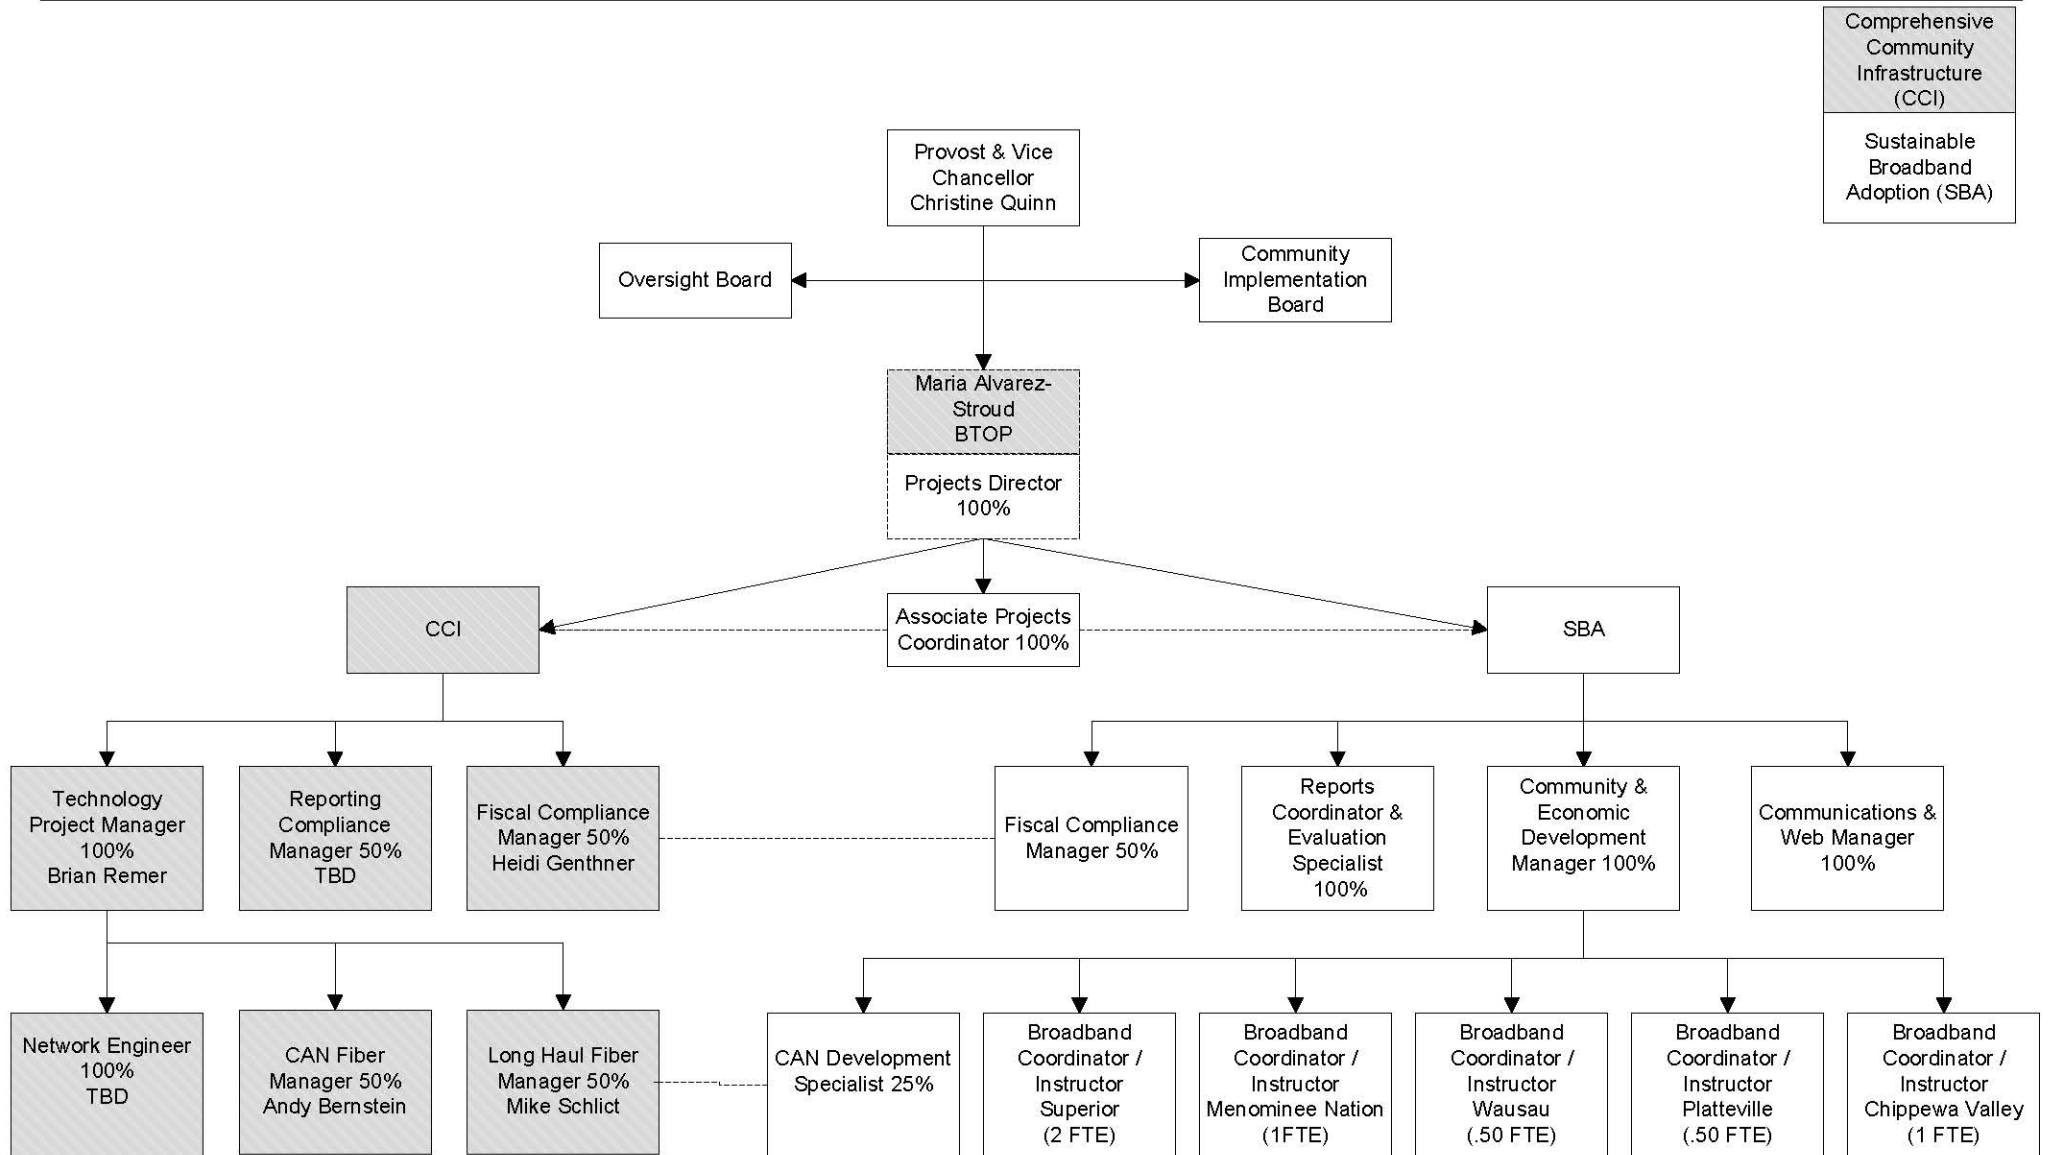 Comprehensive
Community
Infrastructure
(CCI)
Sustainable
Broadband
Adoption (SBA)
Provost & Vice
Chancellor
Christine Quinn
Oversight Board
Community
Implementation
Board
Maria Alvarez-
Stroud
BTOP
Projects Director
100%
CCI
Associate Projects
Coordinator 100%
SBA
Technology
Project Manager
100%
Brian Remer
Reporting
Compliance
Manager 50%
TBD
Fiscal Compliance
Manager 50%
Heidi Genthner
Fiscal Compliance
Manager 50%
Reports
Coordinator &
Evaluation
Specialist
100%
Community &
Economic
Development
Manager 100%
Communications &
Web Manager
100%
Network Engineer
100%
TBD
CAN Fiber
Manager 50%
Andy Bernstein
Long Haul Fiber
Manager 50%
Mike Schlict
CAN Development
Specialist 25%
Broadband
Coordinator /
Instructor
Superior
(2 FTE)
Broadband
Coordinator /
Instructor
Menominee Nation
(1FTE)
Broadband
Coordinator /
Instructor
Wausau
(.50 FTE)
Broadband
Coordinator /
Instructor
Platteville
(.50 FTE)
Broadband
Coordinator /
Instructor
Chippewa Valley
(1 FTE)